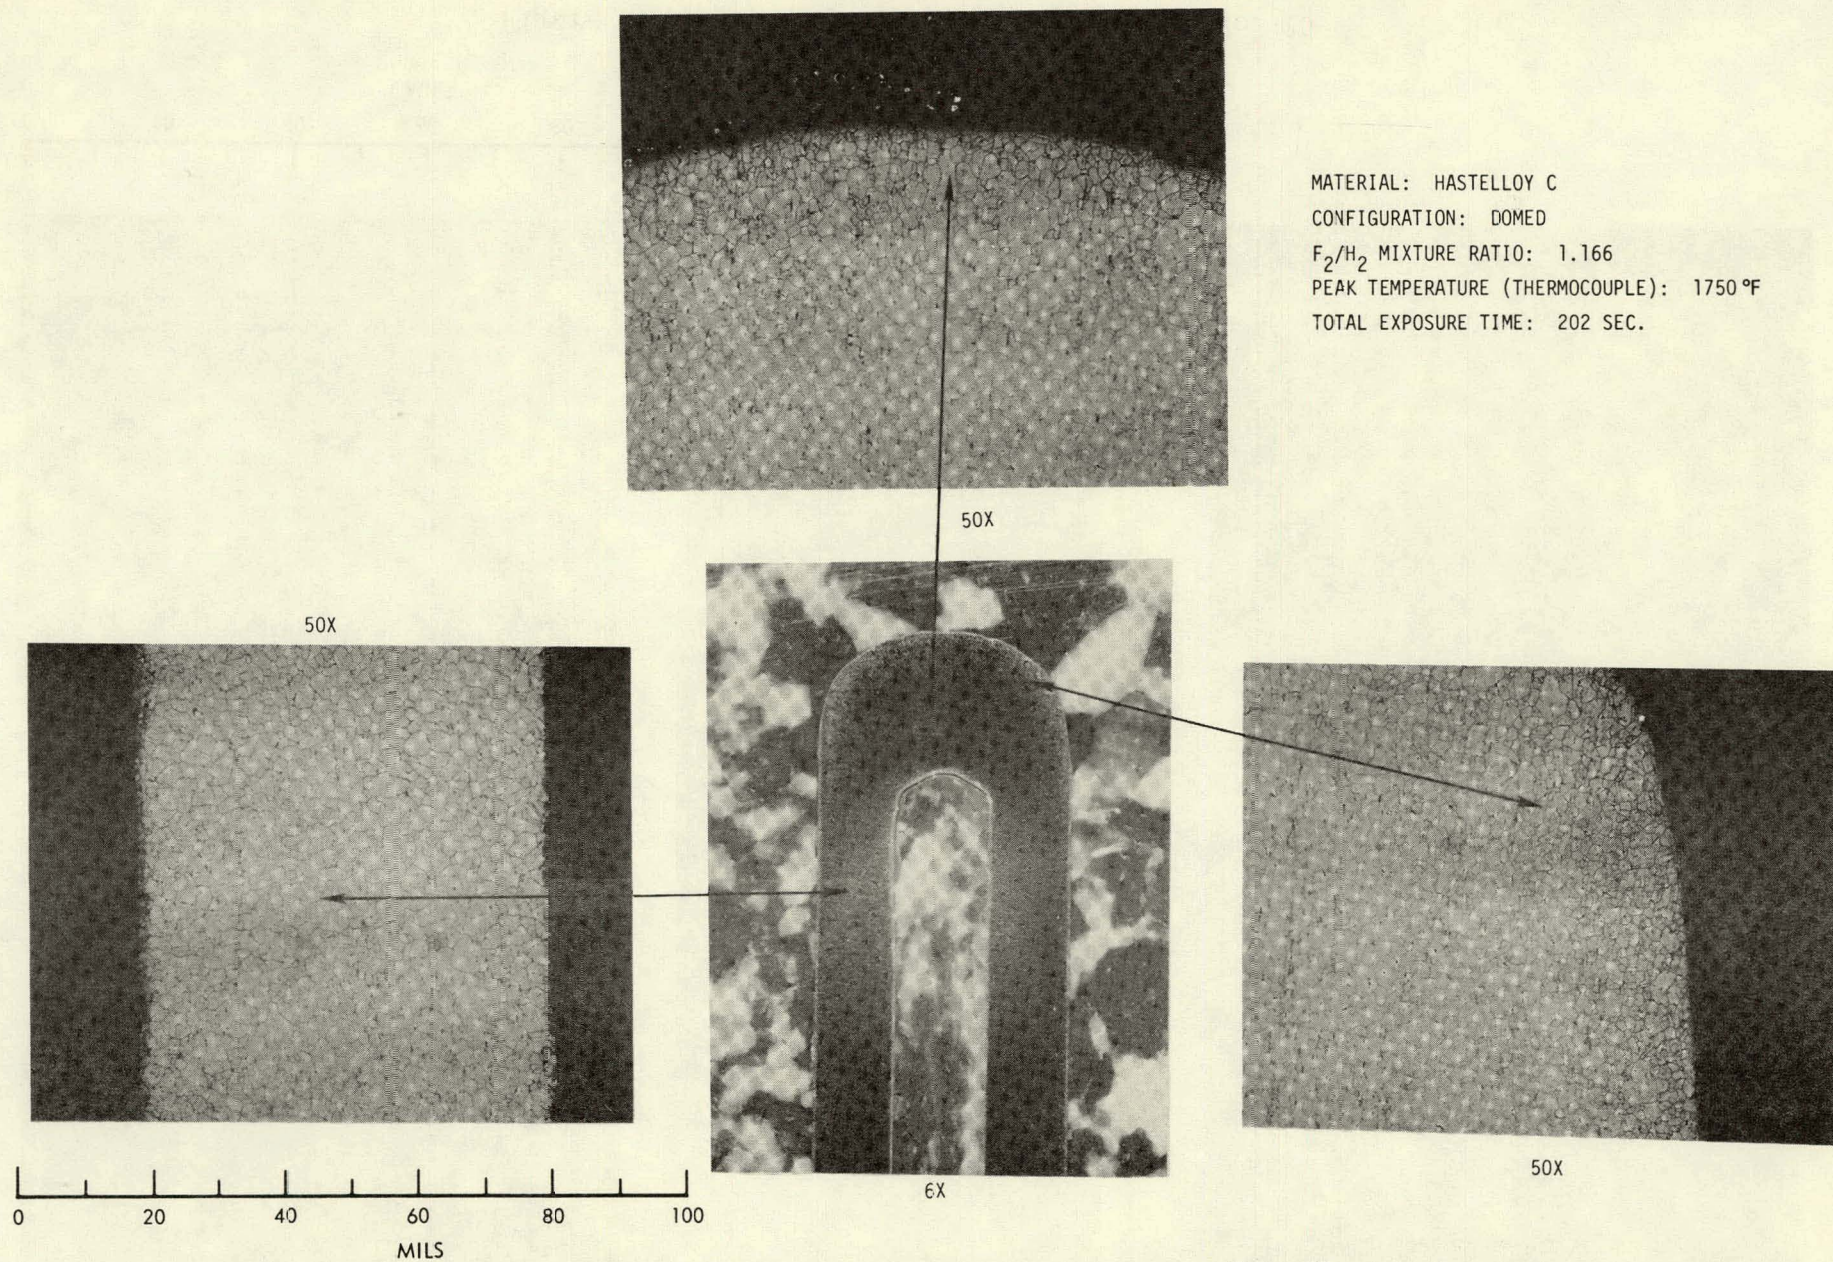 MATERIAL: HASTELLOY C
CONFIGURATION: DOMED
F₂/H₂ MIXTURE RATIO: 1.166
PEAK TEMPERATURE (THERMOCOUPLE): 1750 °F
TOTAL EXPOSURE TIME: 202 SEC.
50X
50X
6X
50X
0 20 40 60 80 100
MILS